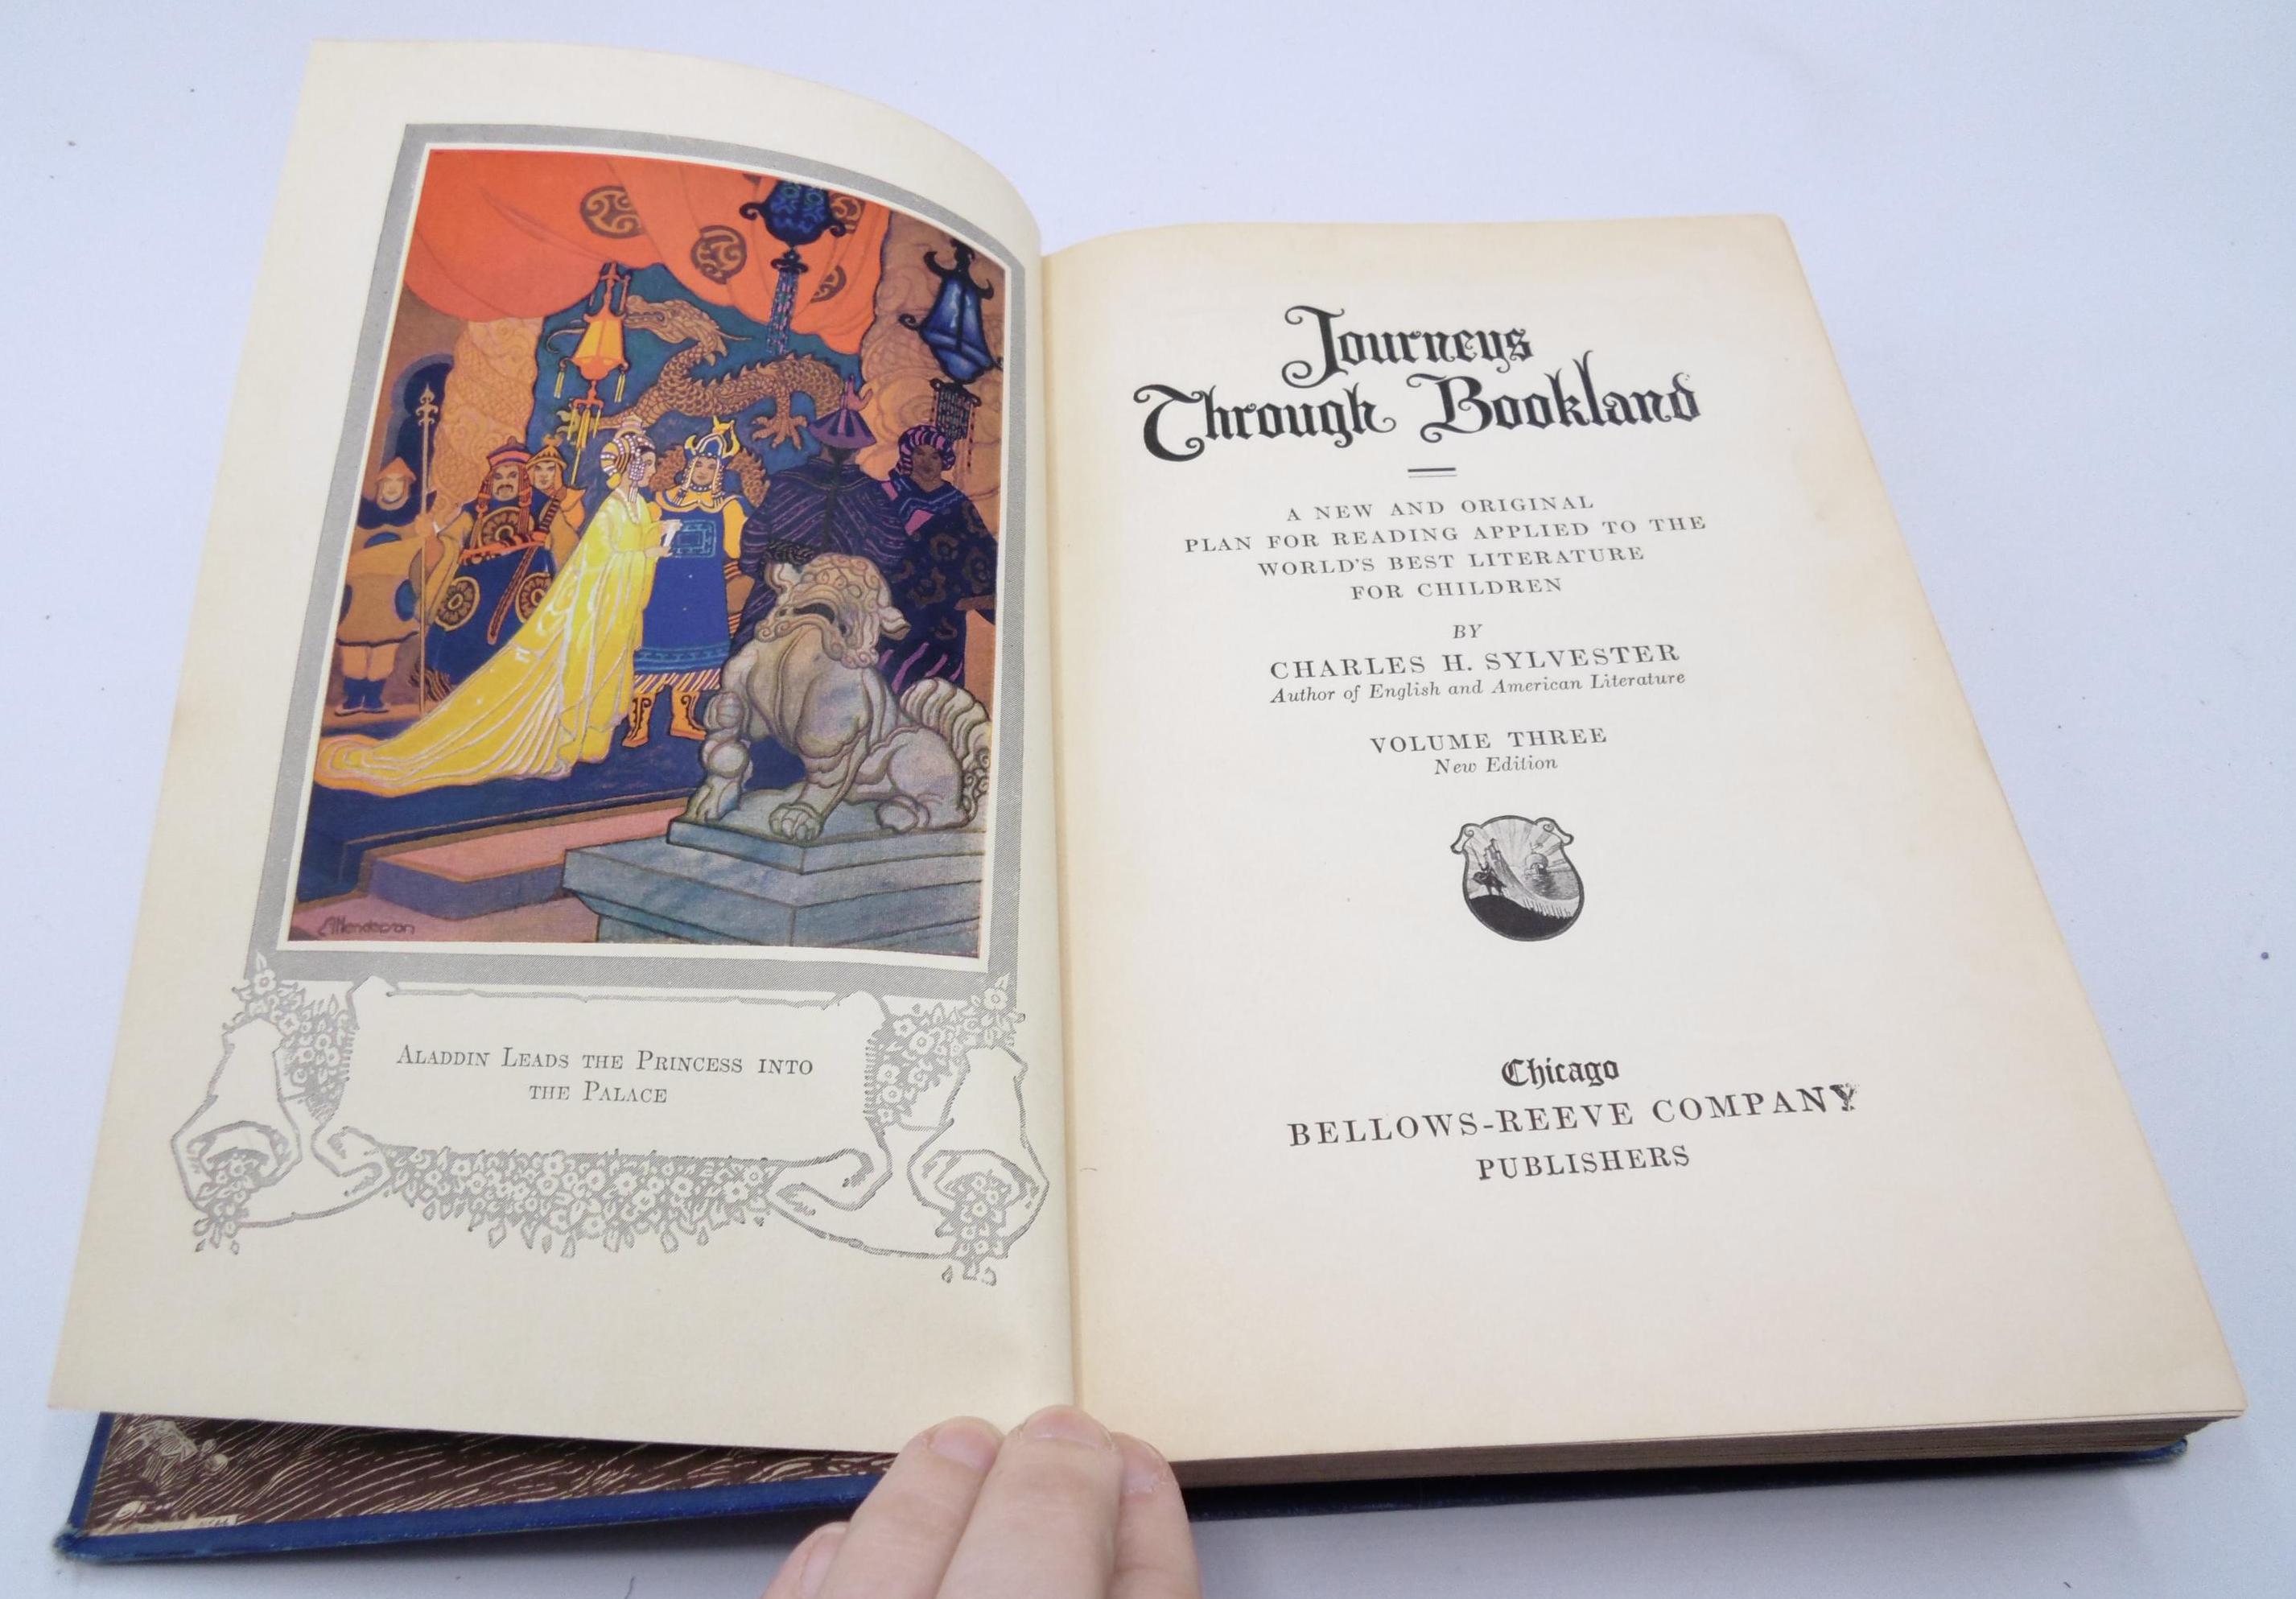 Henderson
ALADDIN LEADS THE PRINCESS INTO
THE PALACE
Journeys
Through Bookland
A NEW AND ORIGINAL
PLAN FOR READING APPLIED TO THE
WORLD'S BEST LITERATURE
FOR CHILDREN
BY
CHARLES H. SYLVESTER
Author of English and American Literature
VOLUME THREE
New Edition
Chicago
BELLOWS-REEVE COMPANY
PUBLISHERS